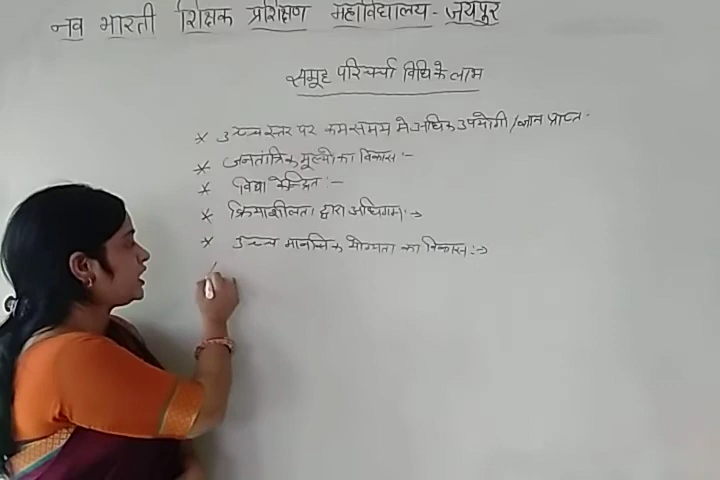 नव भारती शिक्षक प्रशिक्षण महाविद्यालय - जयपुर
समूह परिचर्चा विधि के लाभ
* उच्च स्तर पर कम समय मे अधिक उपयोगी / ज्ञान प्राप्त -
* जनतांत्रिक मूल्यो का विकास :-
* विद्या केन्द्रित :-
* क्रियाशीलता द्वारा अधिगम :->
* उच्च मानसिक योग्यता का विकास :->